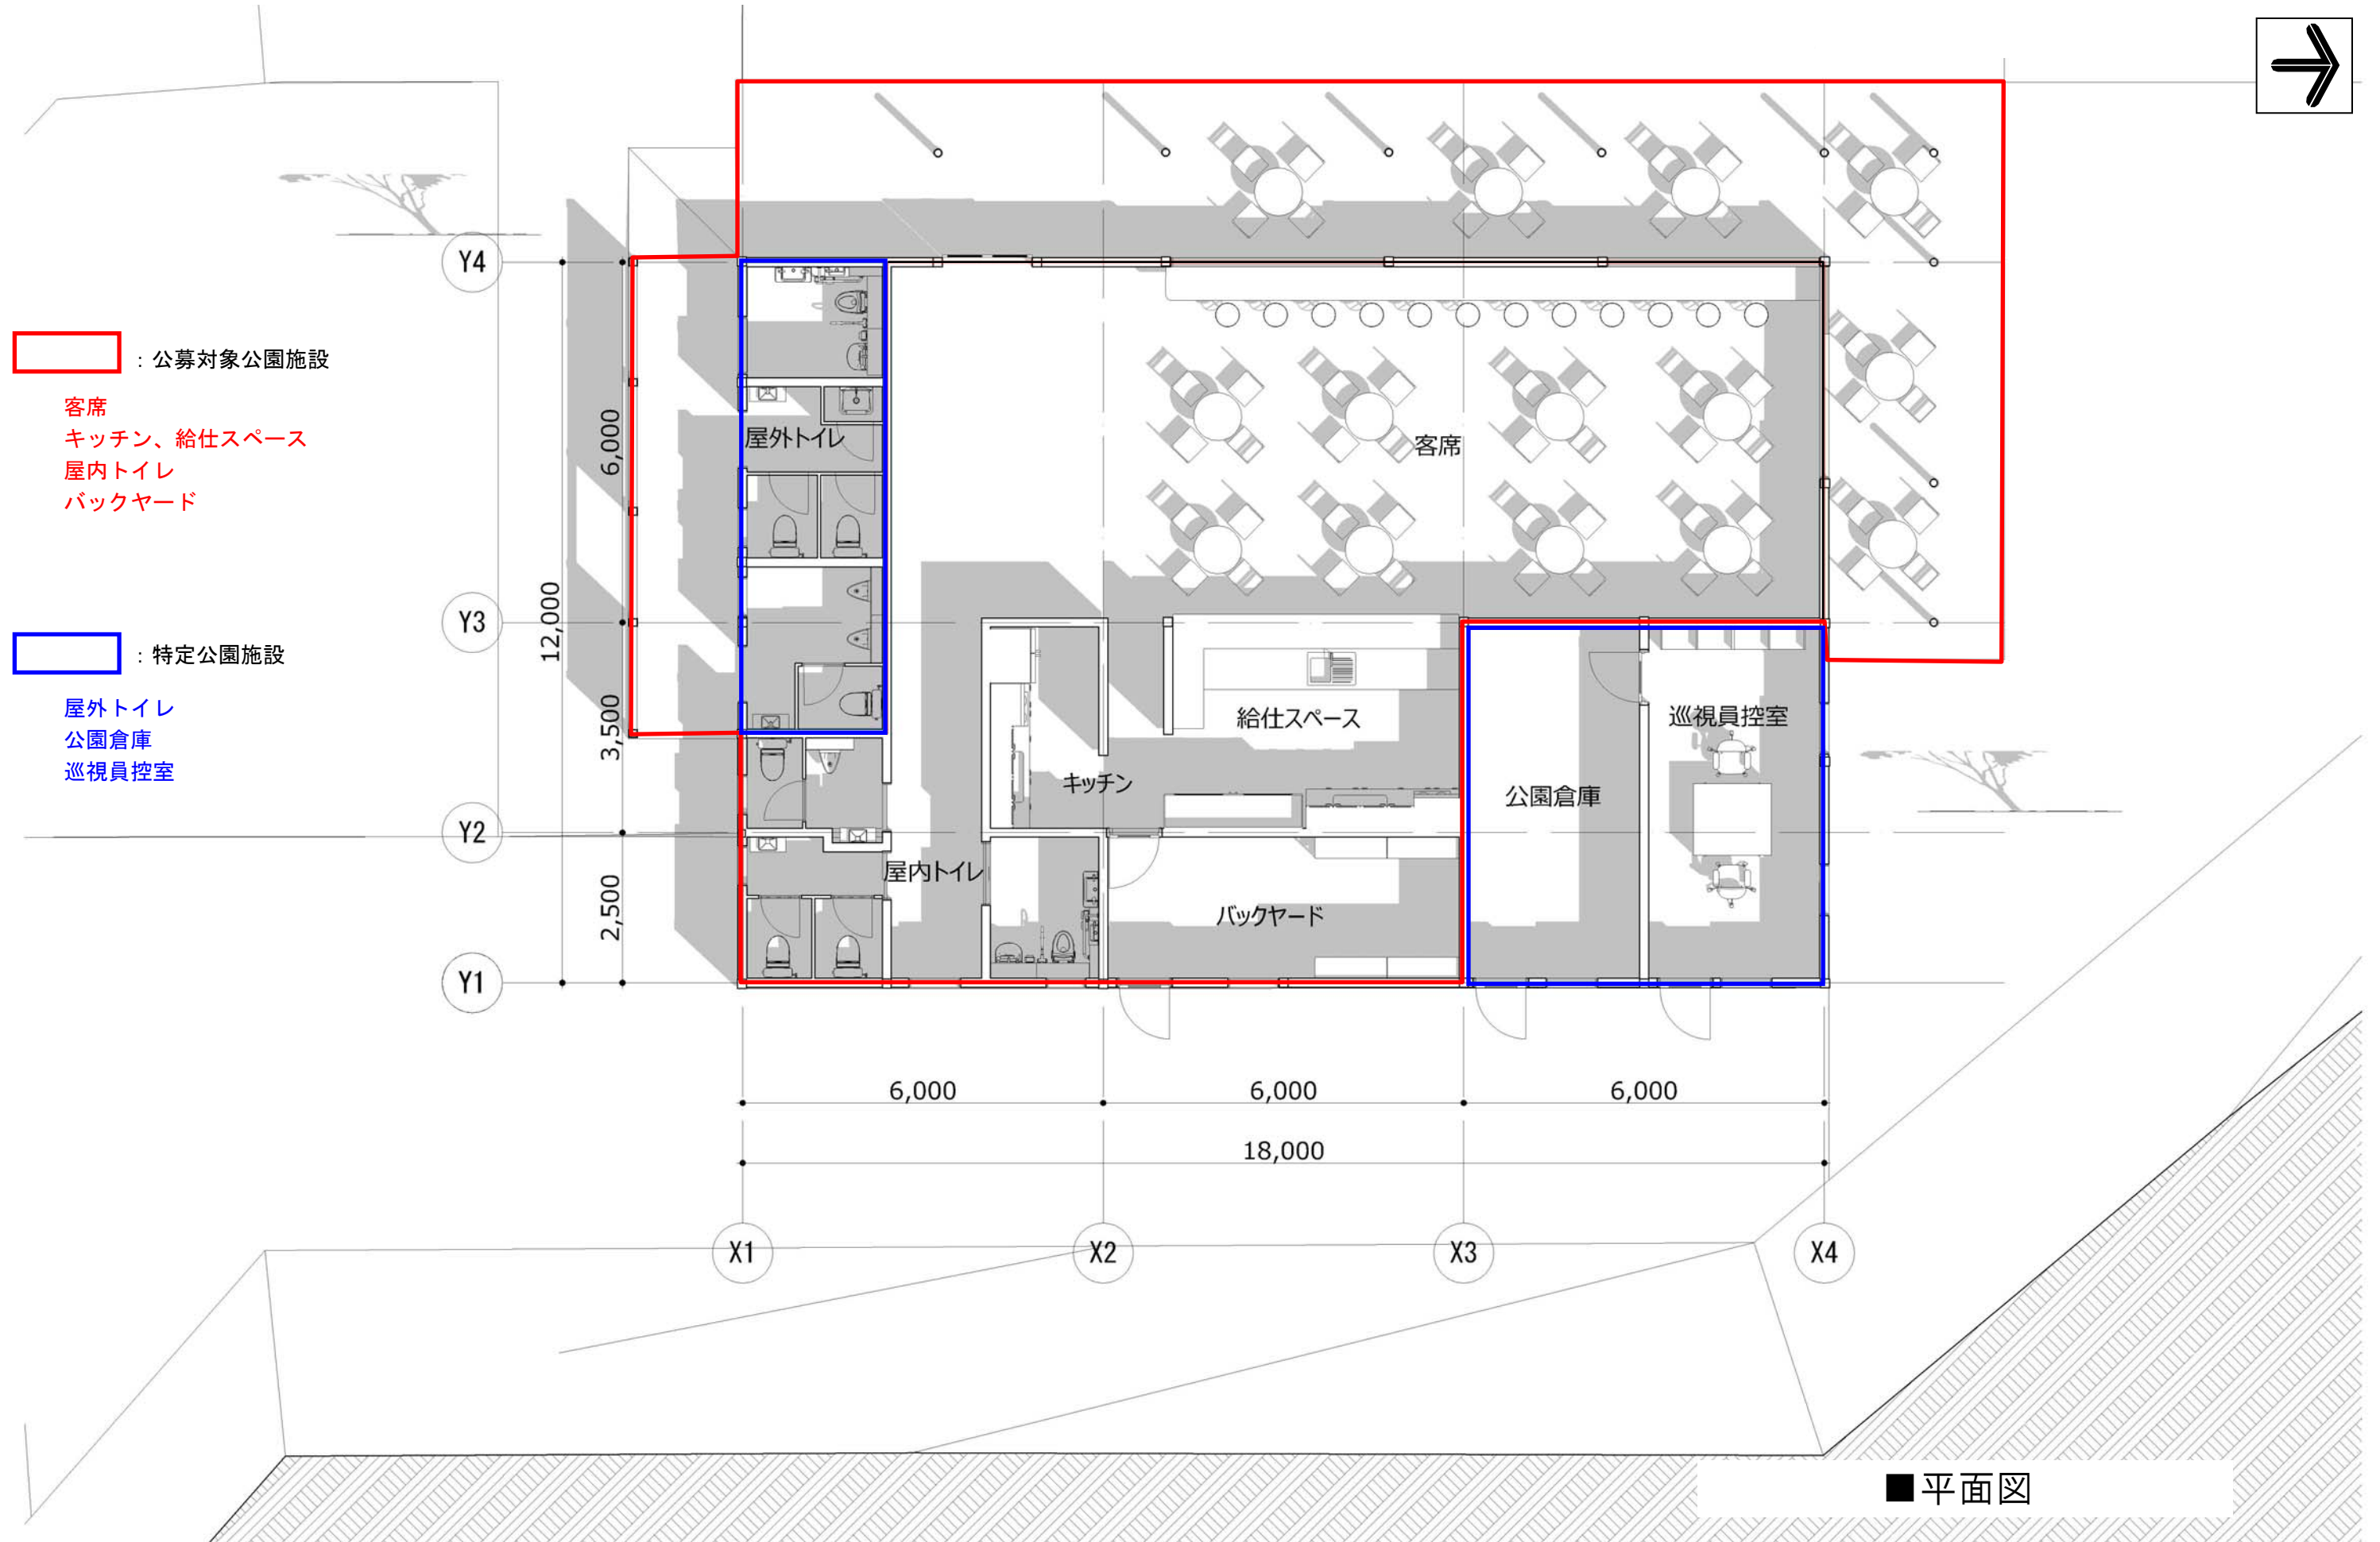 ：公募対象公園施設
客席
キッチン、給仕スペース
屋内トイレ
バックヤード
：特定公園施設
屋外トイレ
公園倉庫
巡視員控室
Y4
Y3
Y2
Y1
12,000
6,000
3,500
2,500
屋外トイレ
客席
給仕スペース
キッチン
屋内トイレ
バックヤード
公園倉庫
巡視員控室
6,000
6,000
6,000
18,000
X1
X2
X3
X4
■平面図